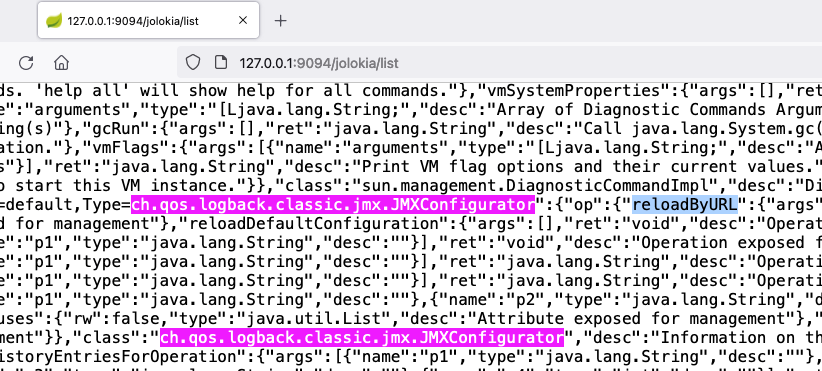 127.0.0.1:9094/jolokia/list
127.0.0.1:9094/jolokia/list
ds. 'help all' will show help for all commands."},"vmSystemProperties":{"args":[],"ret
e":"arguments","type":"[Ljava.lang.String;","desc":"Array of Diagnostic Commands Argum
ing(s)"},"gcRun":{"args":[],"ret":"java.lang.String","desc":"Call java.lang.System.gc(
ation."},"vmFlags":{"args":[{"name":"arguments","type":"[Ljava.lang.String;","desc":"A
s"}],"ret":"java.lang.String","desc":"Print VM flag options and their current values."
o start this VM instance."}},"class":"sun.management.DiagnosticCommandImpl","desc":"Di
=default,Type=ch.qos.logback.classic.jmx.JMXConfigurator":{"op":{"reloadByURL":{"args"
d for management"},"reloadDefaultConfiguration":{"args":[],"ret":"void","desc":"Operat
e":"p1","type":"java.lang.String","desc":""}],"ret":"void","desc":"Operation exposed f
e":"p1","type":"java.lang.String","desc":""}],"ret":"java.lang.String","desc":"Operati
e":"p1","type":"java.lang.String","desc":""}],"ret":"java.lang.String","desc":"Operati
e":"p1","type":"java.lang.String","desc":""},{"name":"p2","type":"java.lang.String","d
uses":{"rw":false,"type":"java.util.List","desc":"Attribute exposed for management"},"
ment"}},"class":"ch.qos.logback.classic.jmx.JMXConfigurator","desc":"Information on th
istoryEntriesForOperation":{"args":[{"name":"p1","type":"java.lang.String","desc":""},